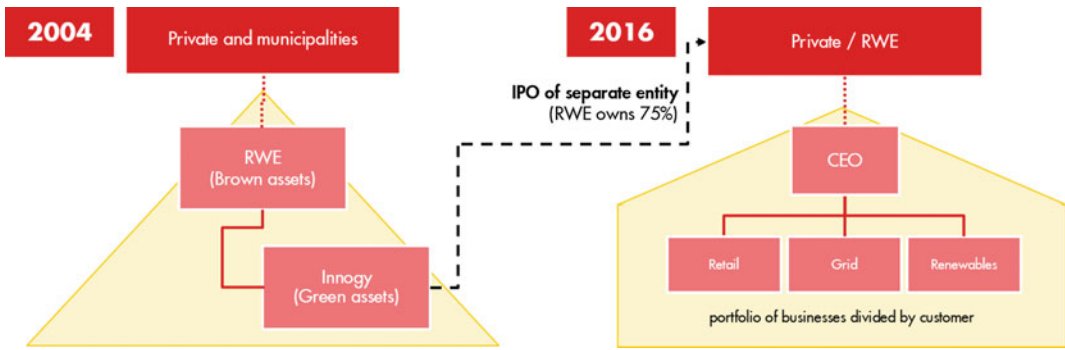 2004
Private and municipalities
RWE
(Brown assets)
Innogy
(Green assets)
IPO of separate entity
(RWE owns 75%)
2016
Private / RWE
CEO
Retail
Grid
Renewables
portfolio of businesses divided by customer